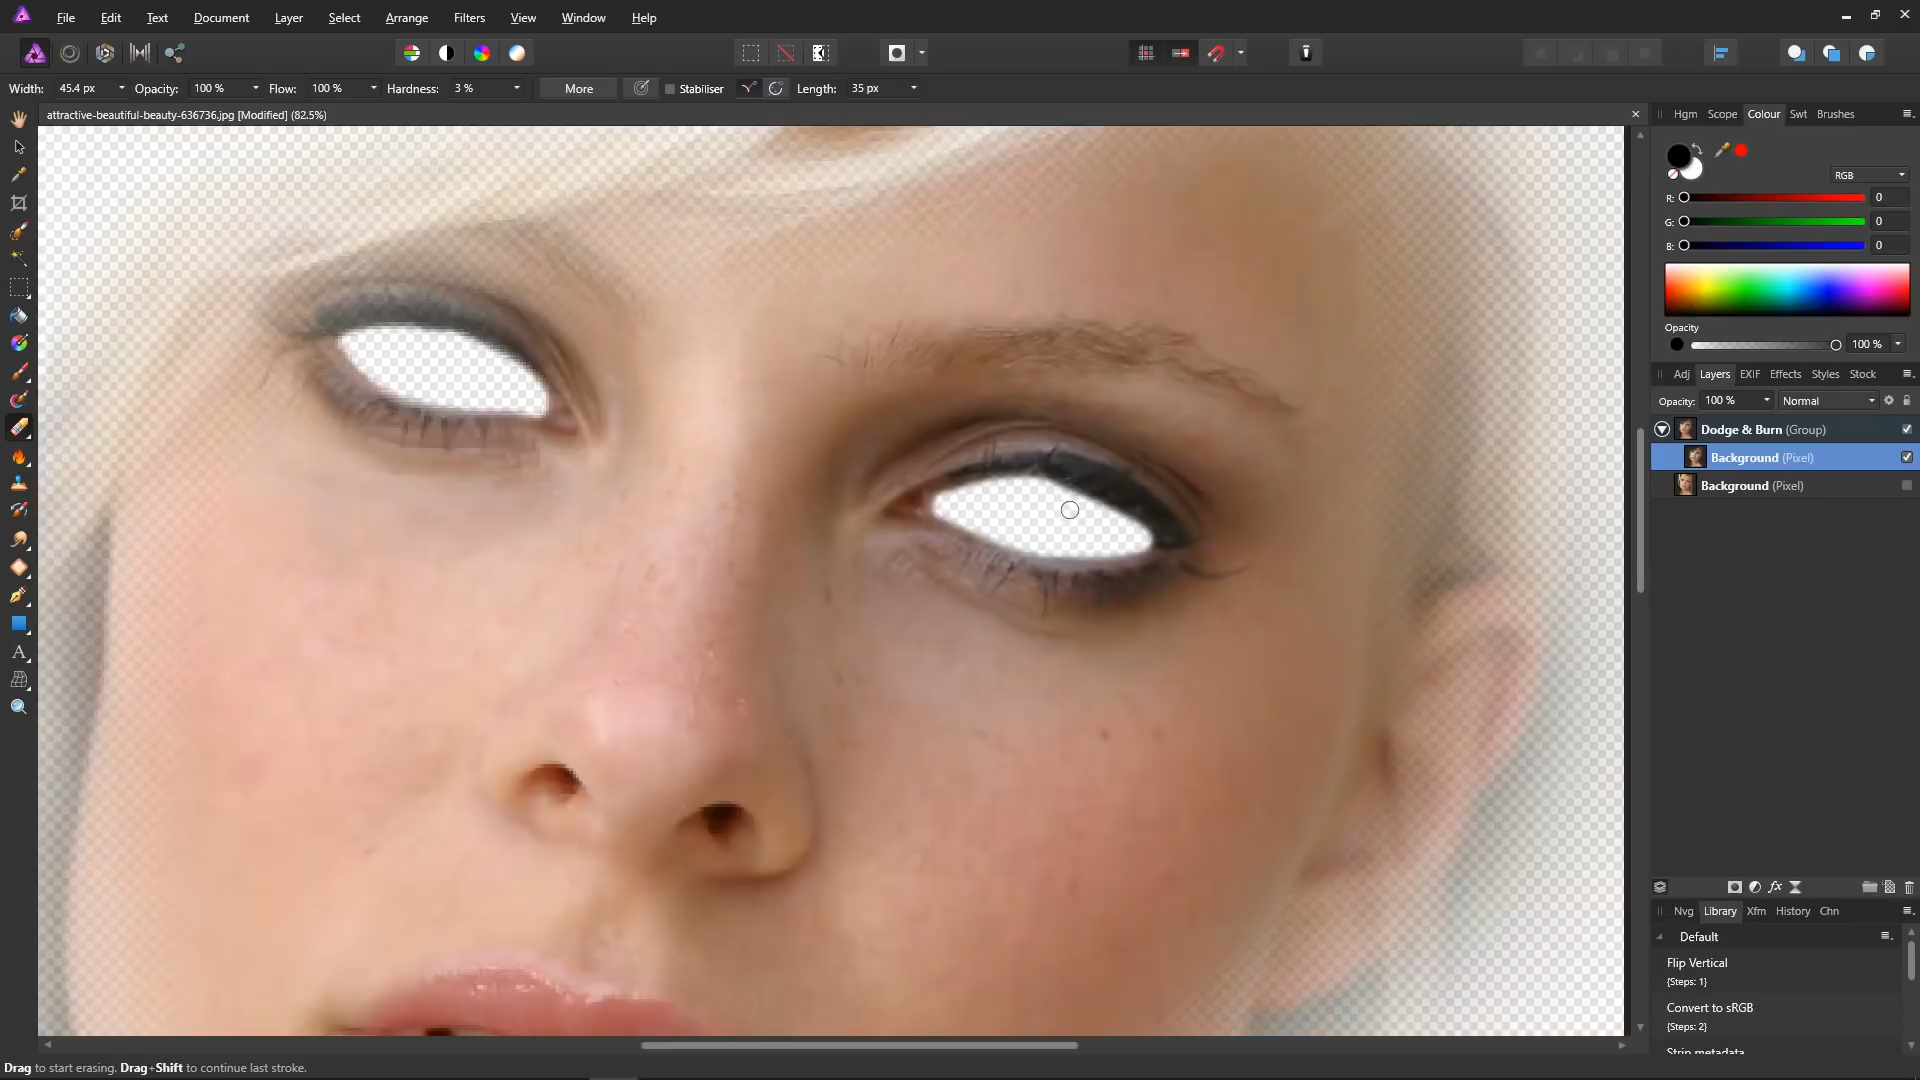 File Edit Text Document Layer Select Arrange Filters View Window Help
Width: 45.4 px Opacity: 100 % Flow: 100 % Hardness: 3 % More Stabiliser Length: 35 px
attractive-beautiful-beauty-636736.jpg [Modified] (82.5%)
Hgm Scope Colour Swt Brushes
RGB
R: 0
G: 0
B: 0
Opacity
100 %
Adj Layers EXIF Effects Styles Stock
Opacity: 100 % Normal
Dodge & Burn (Group)
Background (Pixel)
Background (Pixel)
Nvg Library Xfm History Chn
Default
Flip Vertical
{Steps: 1}
Convert to sRGB
{Steps: 2}
Strip metadata
Drag to start erasing. Drag+Shift to continue last stroke.